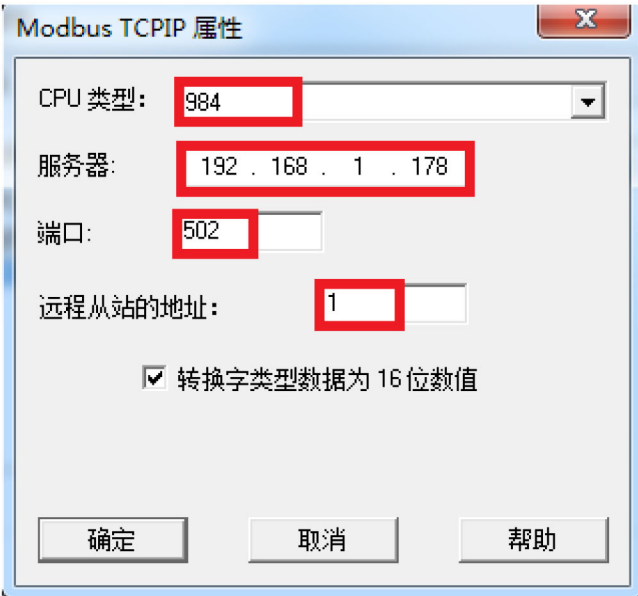 Modbus TCPIP 属性
CPU 类型： 984
服务器: 192 . 168 . 1 . 178
端口: 502
远程从站的地址： 1
转换字类型数据为 16 位数值
确定 取消 帮助